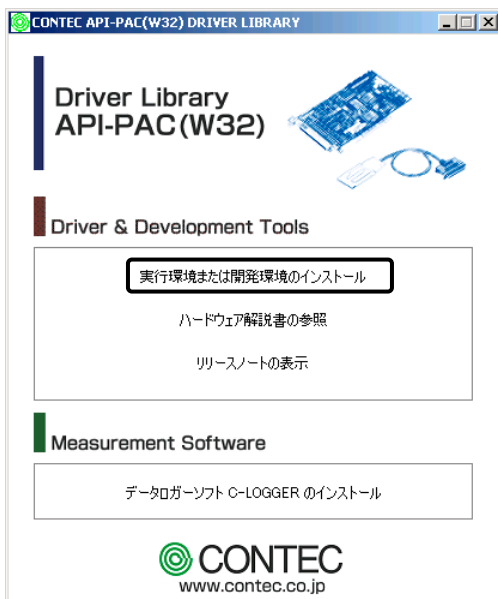 CONTEC API-PAC(W32) DRIVER LIBRARY
Driver Library
API-PAC(W32)
Driver & Development Tools
実行環境または開発環境のインストール
ハードウェア解説書の参照
リリースノートの表示
Measurement Software
データロガーソフト C-LOGGER のインストール
CONTEC
www.contec.co.jp